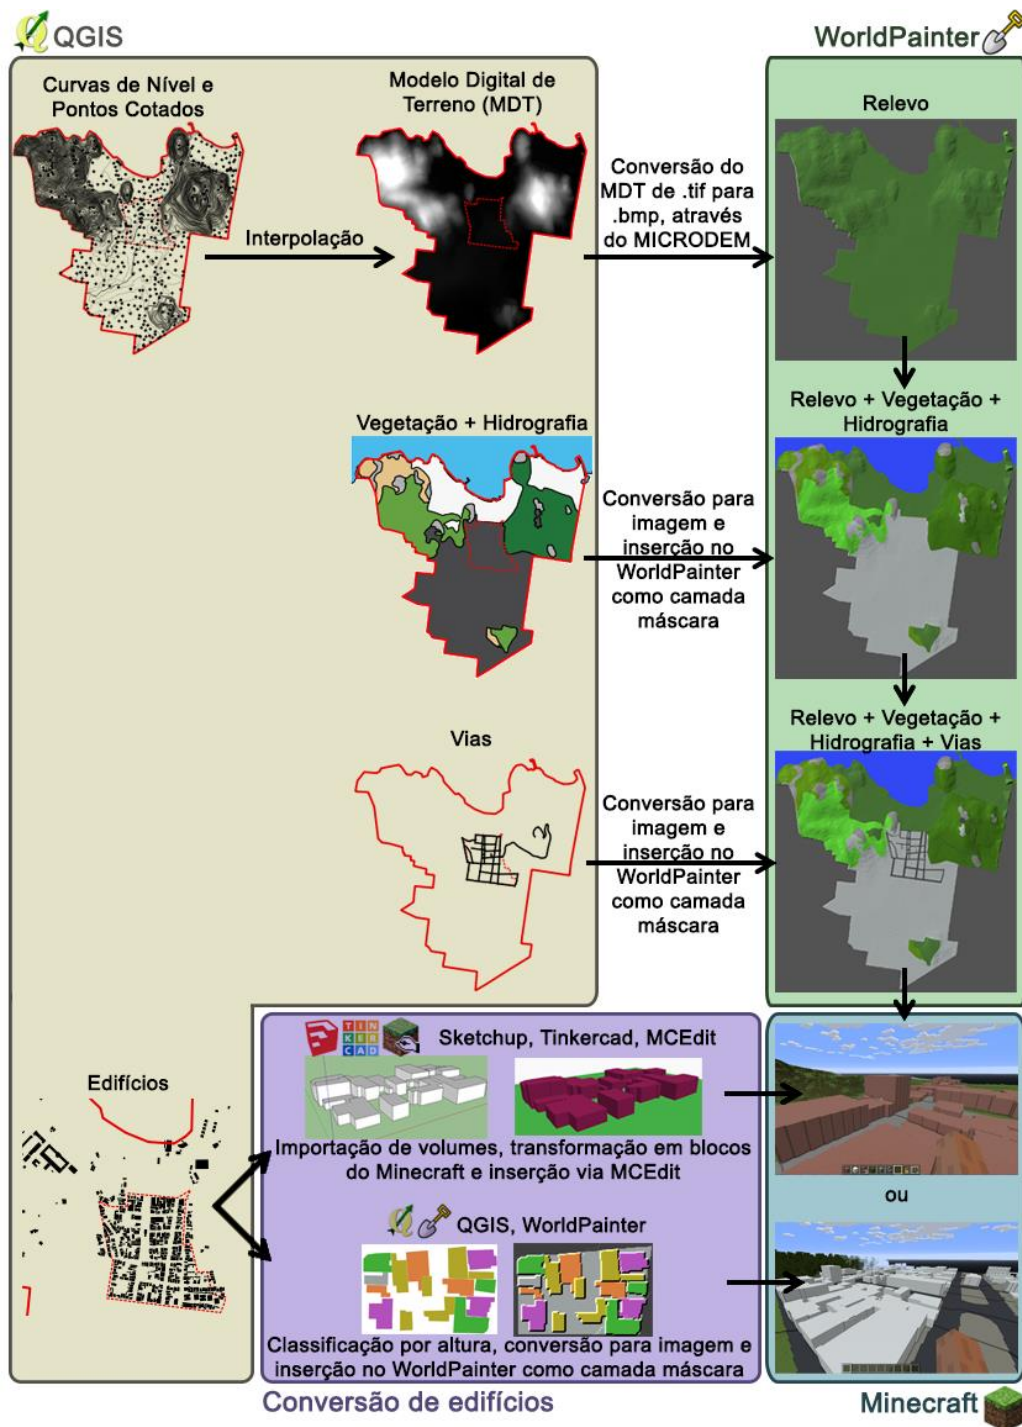 QGIS
WorldPainter
Curvas de Nível e
Pontos Cotados
Modelo Digital de
Terreno (MDT)
Relevo
Interpolação
Conversão do
MDT de .tif para
.bmp, através
do MICRODEM
Relevo + Vegetação +
Hidrografia
Vegetação + Hidrografia
Conversão para
imagem e
inserção no
WorldPainter
como camada
máscara
Relevo + Vegetação +
Hidrografia + Vias
Vias
Conversão para
imagem e
inserção no
WorldPainter
como camada
máscara
Edifícios
TIN
KER
CAD
Sketchup, Tinkercad, MCEdit
Importação de volumes, transformação em blocos
do Minecraft e inserção via MCEdit
ou
QGIS, WorldPainter
Classificação por altura, conversão para imagem e
inserção no WorldPainter como camada máscara
Conversão de edifícios
Minecraft